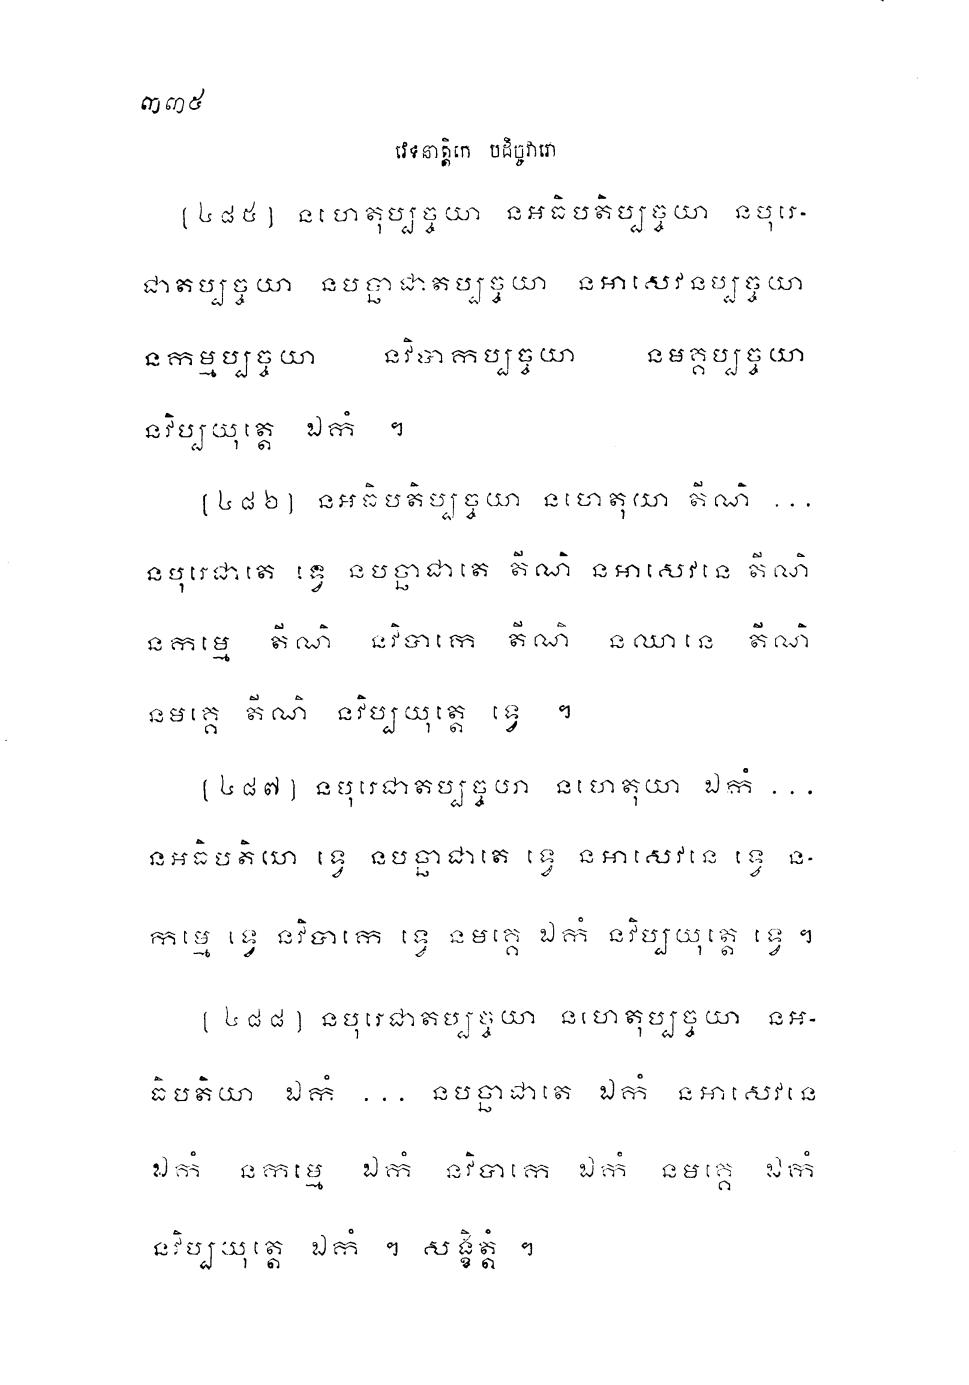 ៣៣៥
វេទនាត្តិកេ បដិច្ចវារោ
(៤៨៥) នហេតុប្បច្ចយា នអធិបតិប្បច្ចយា នបុរេ-
ជាតប្បច្ចយា នបច្ឆាជាតប្បច្ចយា នអាសេវនប្បច្ចយា
នកម្មប្បច្ចយា នវិបាកប្បច្ចយា នមគ្គប្បច្ចយា
នវិប្បយុត្តេ ឯកំ ។
(៤៨៦) នអធិបតិប្បច្ចយា នហេតុយា តីណិ ...
នបុរេជាតេ ទ្វេ នបច្ឆាជាតេ តីណិ នអាសេវនេ តីណិ
នកម្មេ តីណិ នវិបាកេ តីណិ នឈានេ តីណិ
នមគ្គេ តីណិ នវិប្បយុត្តេ ទ្វេ ។
(៤៨៧) នបុរេជាតប្បច្ចយា នហេតុយា ឯកំ ...
នអធិបតិយោ ទ្វេ នបច្ឆាជាតេ ទ្វេ នអាសេវនេ ទ្វេ ន-
កម្មេ ទ្វេ នវិបាកេ ទ្វេ នមគ្គេ ឯកំ នវិប្បយុត្តេ ទ្វេ ។
(៤៨៨) នបុរេជាតប្បច្ចយា នហេតុប្បច្ចយា នអ-
ធិបតិយា ឯកំ ... នបច្ឆាជាតេ ឯកំ នអាសេវនេ
ឯកំ នកម្មេ ឯកំ នវិបាកេ ឯកំ នមគ្គេ ឯកំ
នវិប្បយុត្តេ ឯកំ ។ សង្ខិត្តំ ។